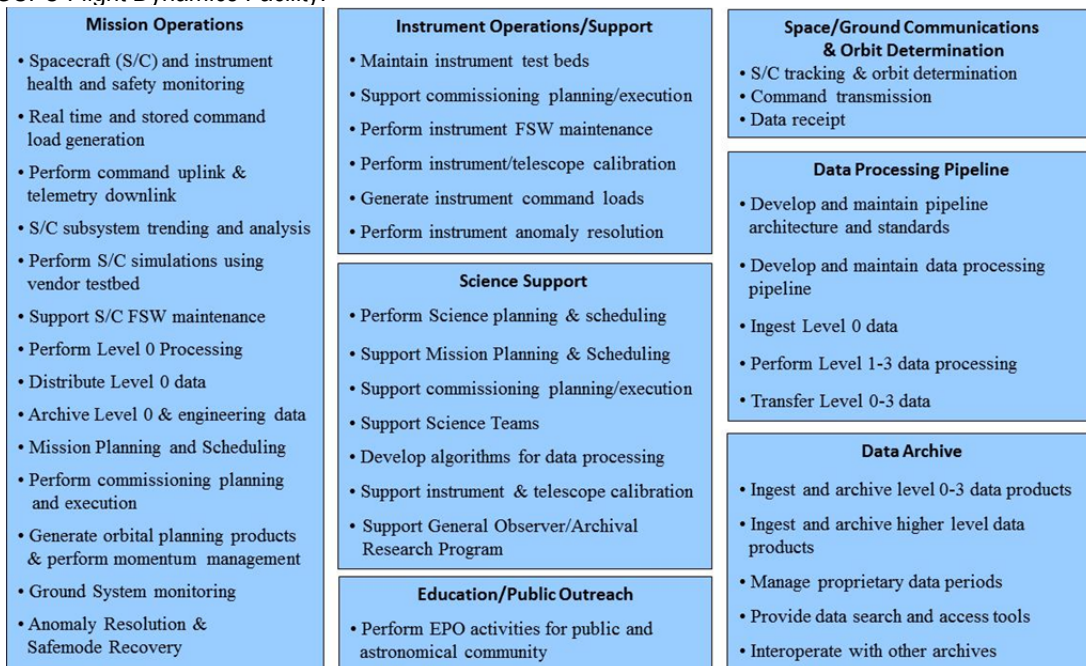 Mission Operations
• Spacecraft (S/C) and instrument
health and safety monitoring
• Real time and stored command
load generation
• Perform command uplink &
telemetry downlink
• S/C subsystem trending and analysis
• Perform S/C simulations using
vendor testbed
• Support S/C FSW maintenance
• Perform Level 0 Processing
• Distribute Level 0 data
• Archive Level 0 & engineering data
• Mission Planning and Scheduling
• Perform commissioning planning
and execution
• Generate orbital planning products
& perform momentum management
• Ground System monitoring
• Anomaly Resolution &
Safemode Recovery
Instrument Operations/Support
• Maintain instrument test beds
• Support commissioning planning/execution
• Perform instrument FSW maintenance
• Perform instrument/telescope calibration
• Generate instrument command loads
• Perform instrument anomaly resolution
Science Support
• Perform Science planning & scheduling
• Support Mission Planning & Scheduling
• Support commissioning planning/execution
• Support Science Teams
• Develop algorithms for data processing
• Support instrument & telescope calibration
• Support General Observer/Archival
Research Program
Education/Public Outreach
• Perform EPO activities for public and
astronomical community
Space/Ground Communications
& Orbit Determination
• S/C tracking & orbit determination
• Command transmission
• Data receipt
Data Processing Pipeline
• Develop and maintain pipeline
architecture and standards
• Develop and maintain data processing
pipeline
• Ingest Level 0 data
• Perform Level 1-3 data processing
• Transfer Level 0-3 data
Data Archive
• Ingest and archive level 0-3 data products
• Ingest and archive higher level data
products
• Manage proprietary data periods
• Provide data search and access tools
• Interoperate with other archives